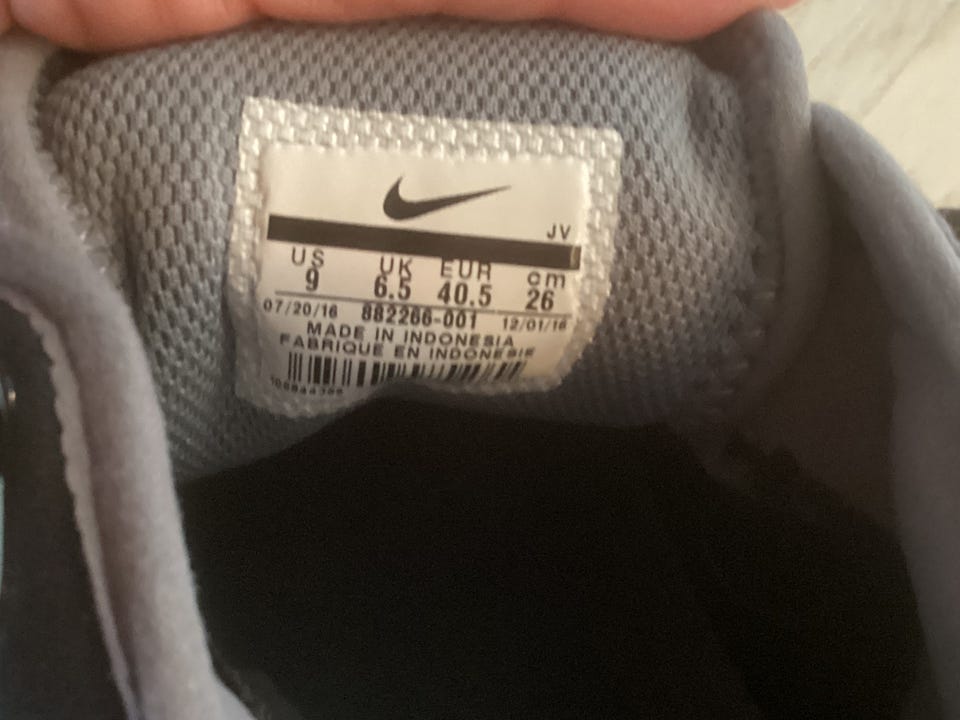 JV
US UK EUR cm
9 6.5 40.5 26
07/20/16 882266-001 12/01/16
MADE IN INDONESIA
FABRIQUE EN INDONESIE